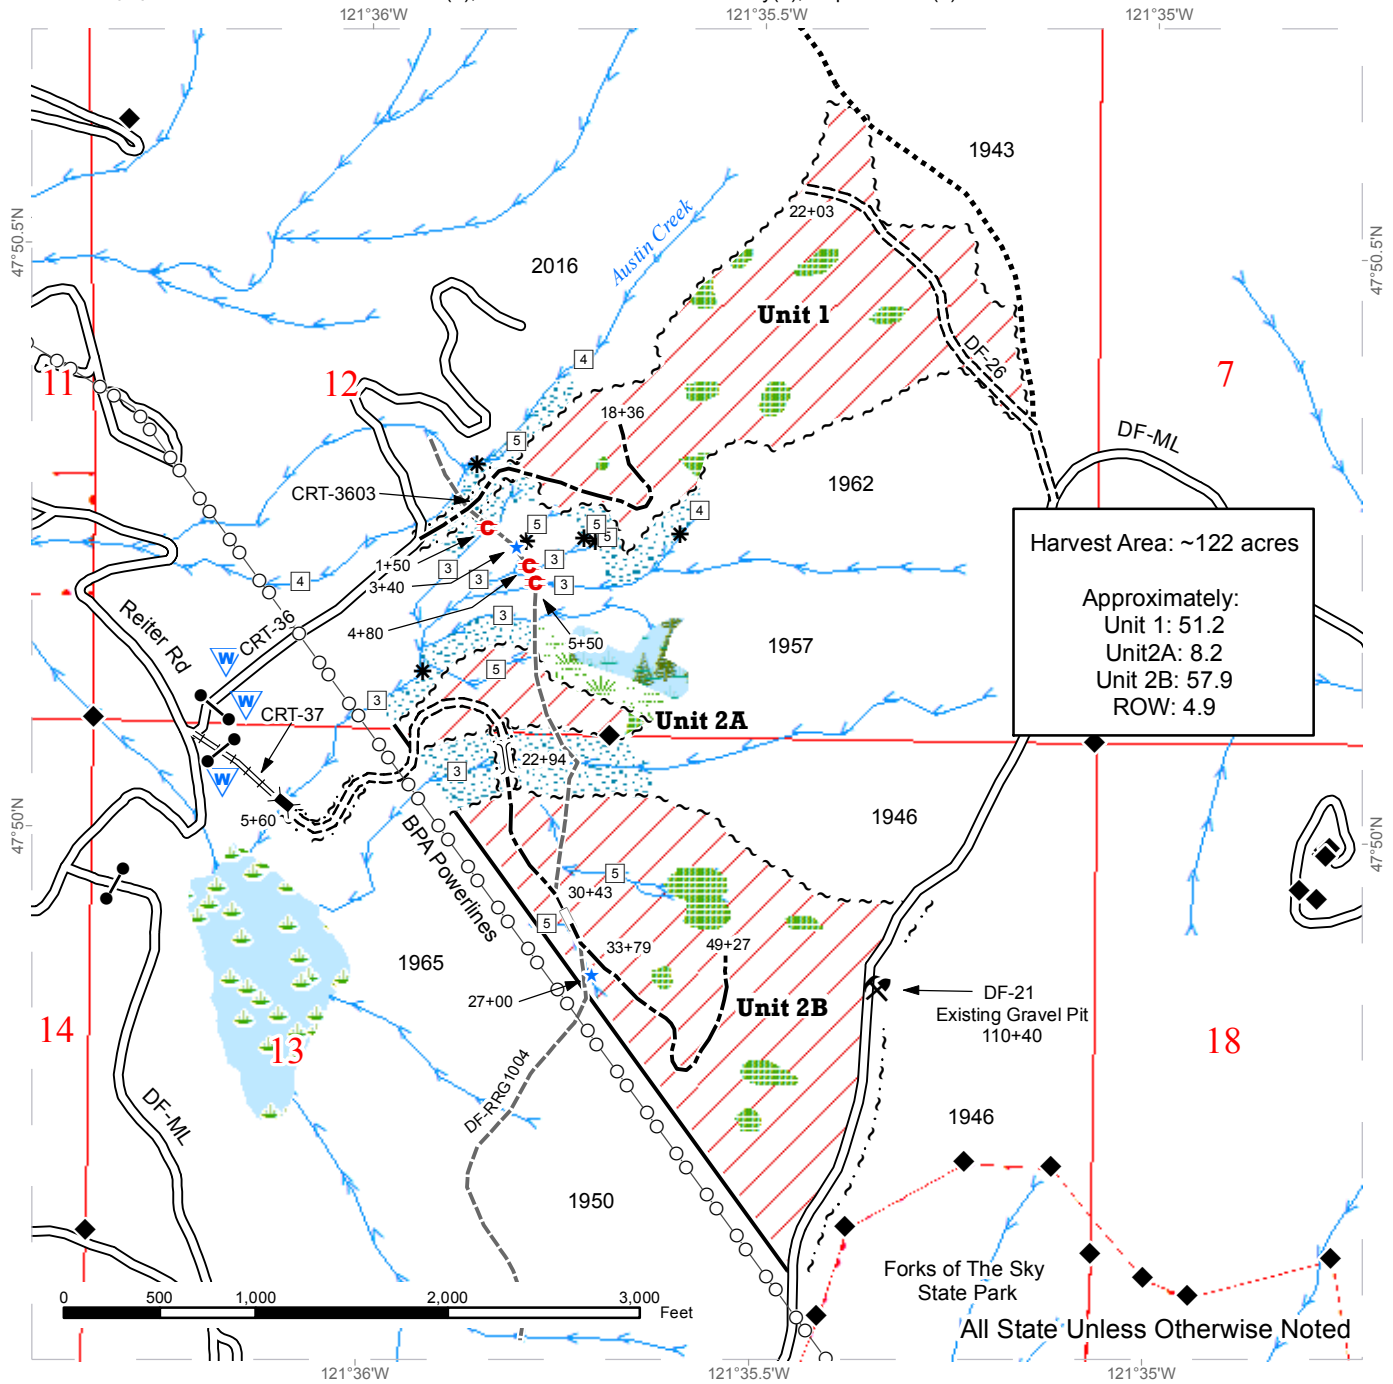 121°36'W
121°35.5'W
121°35'W
47°50.5'N
47°50.5'N
1943
22+03
Austin Creek
2016
Unit 1
DF-26
4
11
12
7
18+36
5
DF-ML
CRT-3603
1962
4
5
5
5
Harvest Area: ~122 acres
Approximately:
Unit 1: 51.2
Unit2A: 8.2
Unit 2B: 57.9
ROW: 4.9
1+50
3
3
3
4
3+40
3
Reiter Rd
CRT-36
3
4+80
5+50
1957
W
5
W
3
CRT-37
Unit 2A
22+94
3
W
5+60
1946
47°50'N
47°50'N
BPA Powerlines
5
30+43
5
33+79
49+27
1965
27+00
Unit 2B
DF-21
Existing Gravel Pit
110+40
14
13
18
C
C
C
DF-RRG1004
DF-ML
1946
1950
Forks of The Sky
State Park
0 500 1,000 2,000 3,000
Feet
All State Unless Otherwise Noted
121°36'W
121°35.5'W
121°35'W